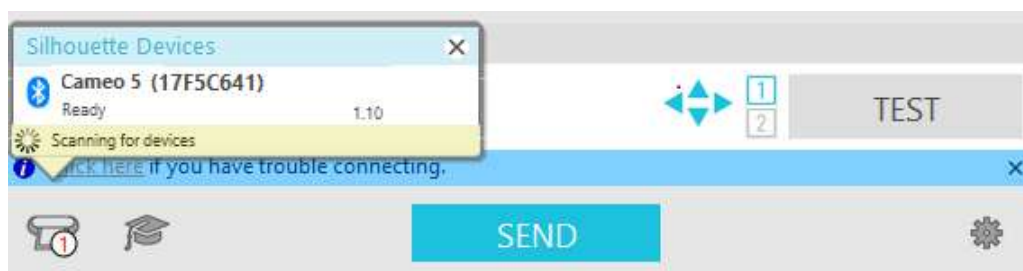 Silhouette Devices
Cameo 5 (17F5C641)
Ready 1.10
Scanning for devices
1
2
TEST
here if you have trouble connecting.
1
SEND